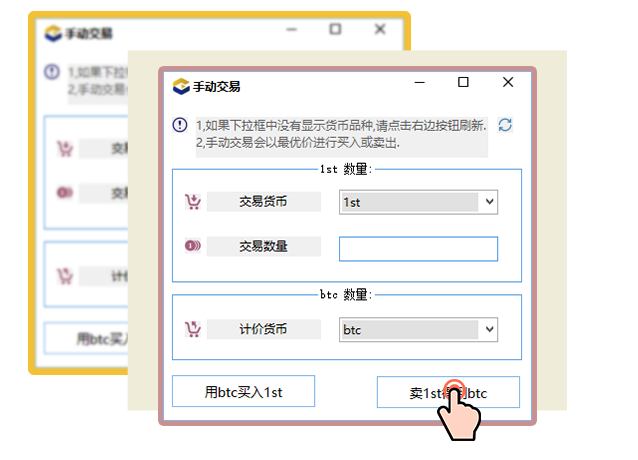 手动交易
1,如果下拉
2,手动交易
交易
交易
计价
用btc买入
手动交易
1,如果下拉框中没有显示货币品种,请点击右边按钮刷新.
2,手动交易会以最优价进行买入或卖出.
1st 数量:
交易货币
1st
交易数量
btc 数量:
计价货币
btc
用btc买入1st
卖1st得到btc